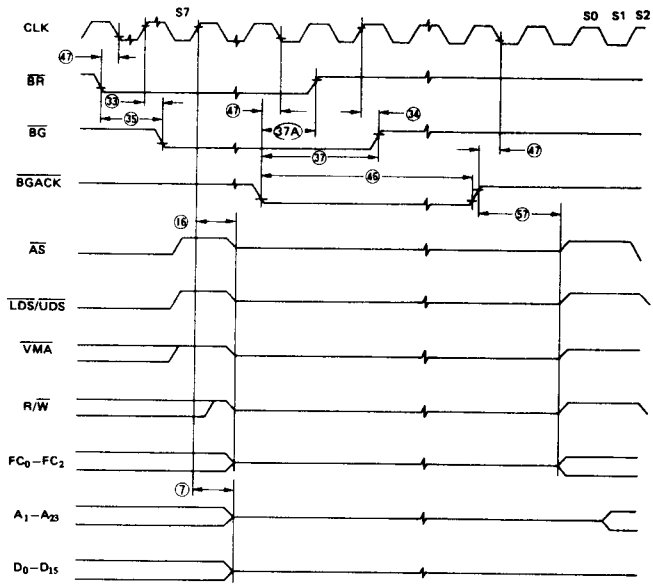 S7
S0 S1 S2
CLK
47
BR
33
47
37A
34
35
BG
37
47
46
BGACK
57
16
AS
LDS/UDS
VMA
R/W
FC₀–FC₂
7
A₁–A₂₃
D₀–D₁₅